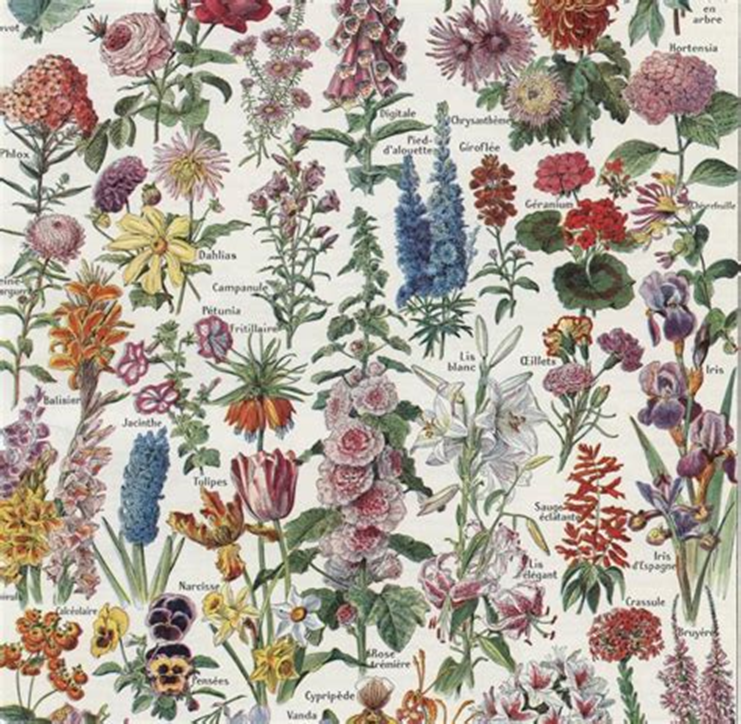 en
arbre
Hortensia
Digitale
Chrysanthème
Pied-
d'alouette
Giroflée
Phlox
Géranium
Chèvrefeuille
Dahlias
Campanule
Pétunia
Fritillaire
Lis
blanc
Œillets
Iris
Balisier
Jacinthe
Tulipes
Sauge
éclatante
Iris
d'Espagne
Lis
élégant
Narcisse
Crassule
Calcéolaire
Bruyère
Rose
trémière
Pensées
Cypripède
Vanda